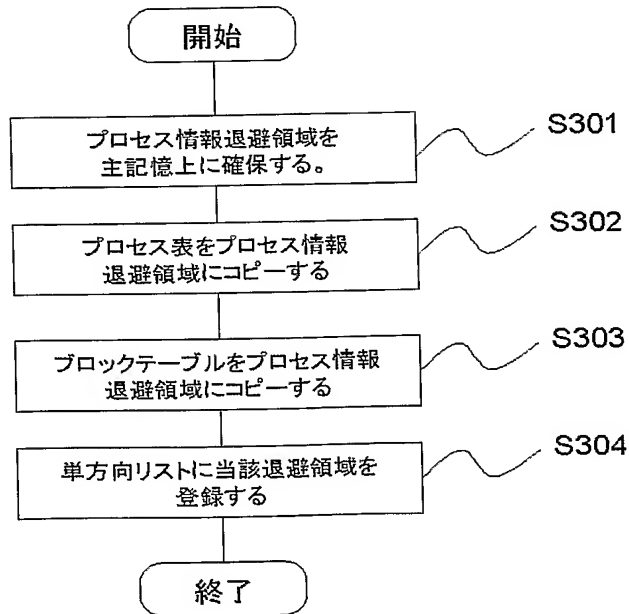 開始
プロセス情報退避領域を
主記憶上に確保する。
S301
プロセス表をプロセス情報
退避領域にコピーする
S302
ブロックテーブルをプロセス情報
退避領域にコピーする
S303
単方向リストに当該退避領域を
登録する
S304
終了